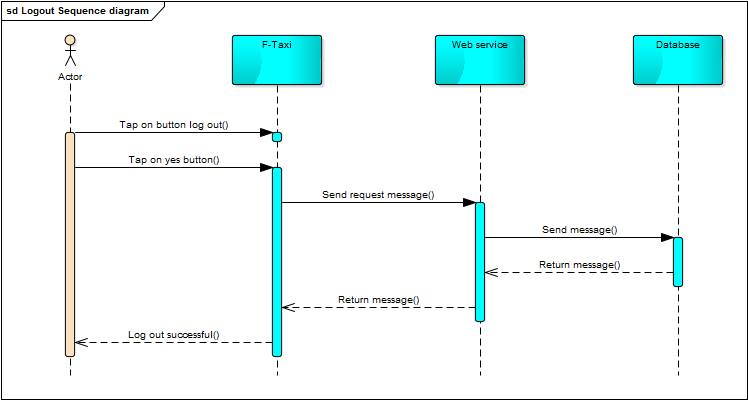 sd Logout Sequence diagram
F-Taxi
Web service
Database
Actor
Tap on button log out()
Tap on yes button()
Send request message()
Send message()
Return message()
Return message()
Log out successful()